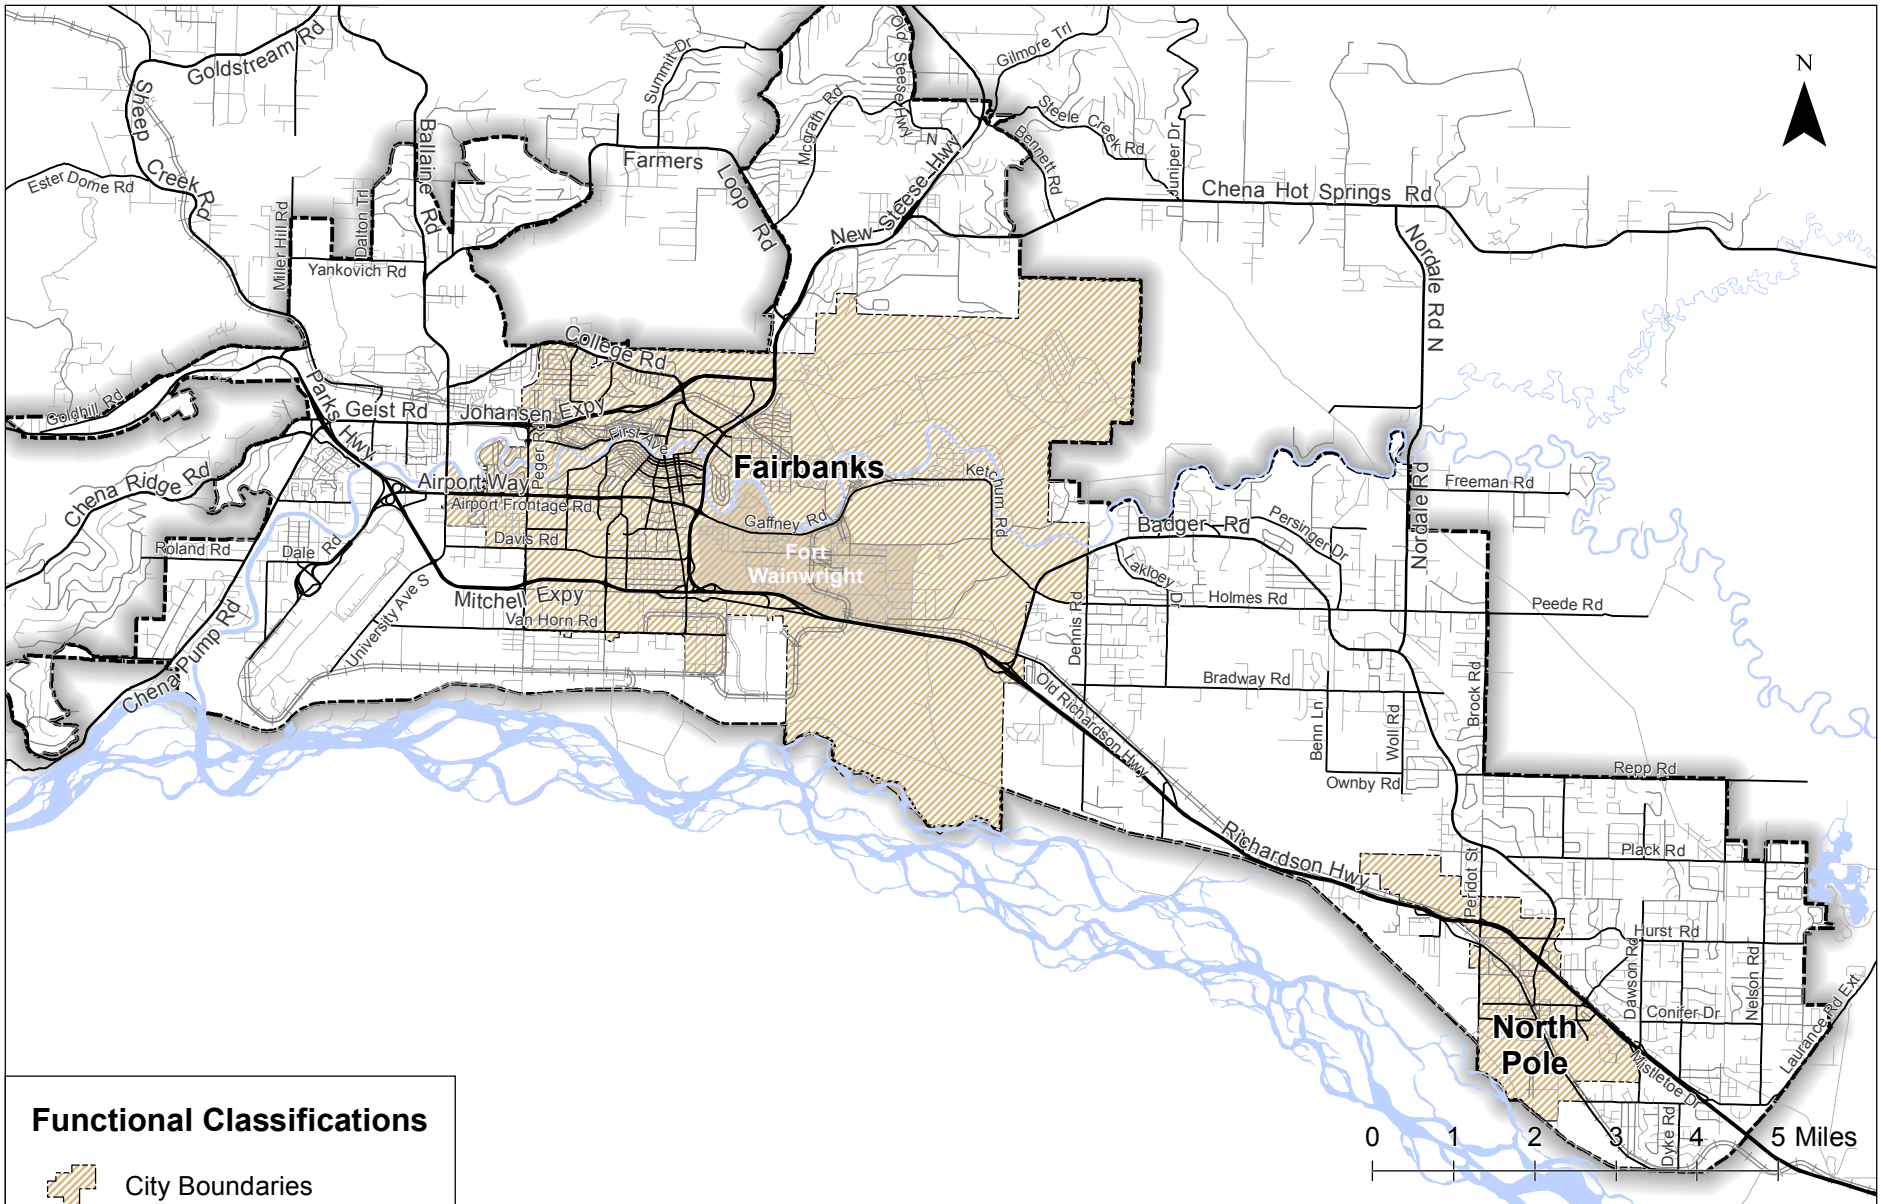 Goldstream Rd
Sheep
Creek Rd
Ester Dome Rd
Ballaine Rd
Summit Dr
Old Steese Hwy
N
Gilmore Trl
Mcgrath Rd
Steele Creek Rd
Bennett Rd
Juniper Dr
N
Farmers
Loop
Rd
Chena Hot Springs Rd
Miller Hill Rd
Dalton Trl
Yankovich Rd
New Steese Hwy
Nordale Rd N
College Rd
Goldhill Rd
Parks
Hwy
Geist Rd
Johansen Expy
Peger Rd
First Ave
Fairbanks
Ketchum Rd
Chena Ridge Rd
Airport Way
Airport Frontage Rd
Gaffney Rd
Davis Rd
Fort
Wainwright
Roland Rd
Dale Rd
Freeman Rd
Nordale Rd
Badger Rd
Persinger Dr
Lakloey Dr
Holmes Rd
Peede Rd
Mitchell Expy
Van Horn Rd
University Ave S
Chena Pump Rd
Dennis Rd
Bradway Rd
Old Richardson Hwy
Benn Ln
Woll Rd
Brock Rd
Ownby Rd
Repp Rd
Richardson Hwy
Peridot St
Plack Rd
Hurst Rd
Dawson Rd
Nelson Rd
Conifer Dr
Laurance Rd Ext
North
Pole
Mistletoe Dr
Dyke Rd
0 1 2 3 4 5 Miles
Functional Classifications
City Boundaries